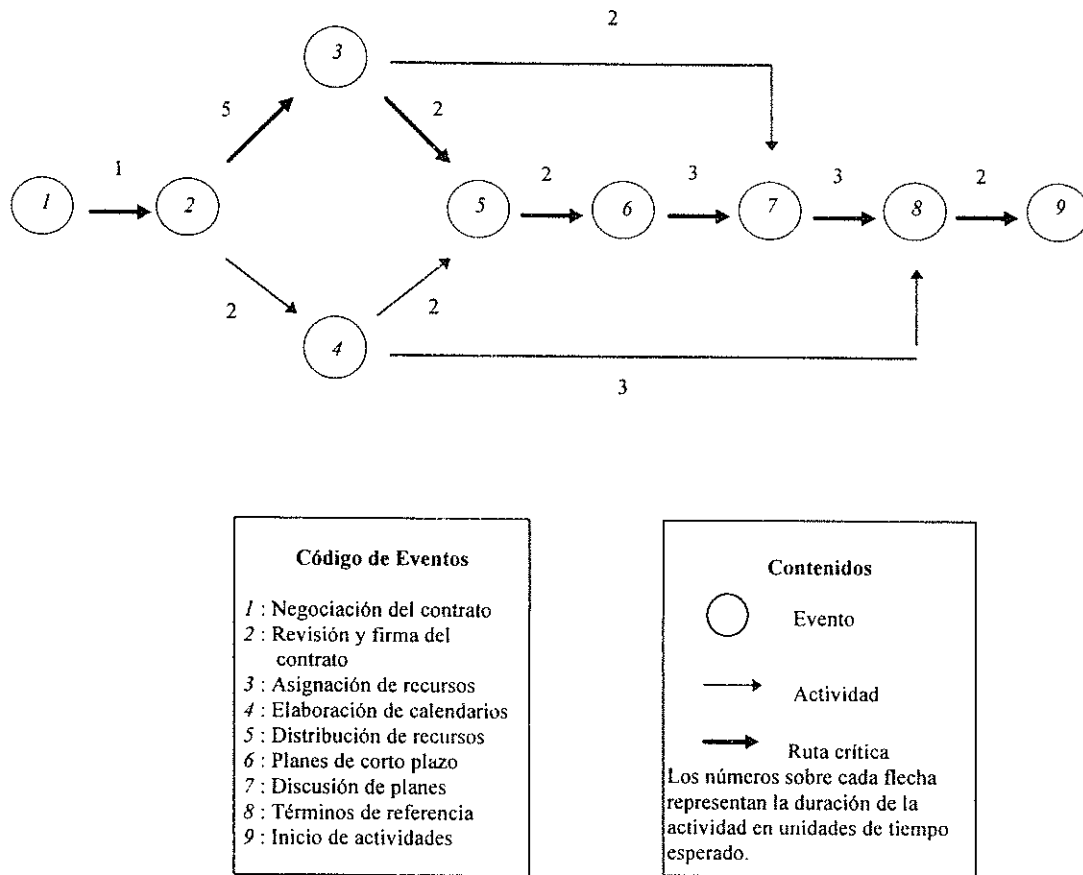 2
3
5
2
1
2
3
3
2
1
2
5
6
7
8
9
2
2
4
3
Código de Eventos
1 : Negociación del contrato
2 : Revisión y firma del
contrato
3 : Asignación de recursos
4 : Elaboración de calendarios
5 : Distribución de recursos
6 : Planes de corto plazo
7 : Discusión de planes
8 : Términos de referencia
9 : Inicio de actividades
Contenidos
Evento
Actividad
Ruta crítica
Los números sobre cada flecha
representan la duración de la
actividad en unidades de tiempo
esperado.